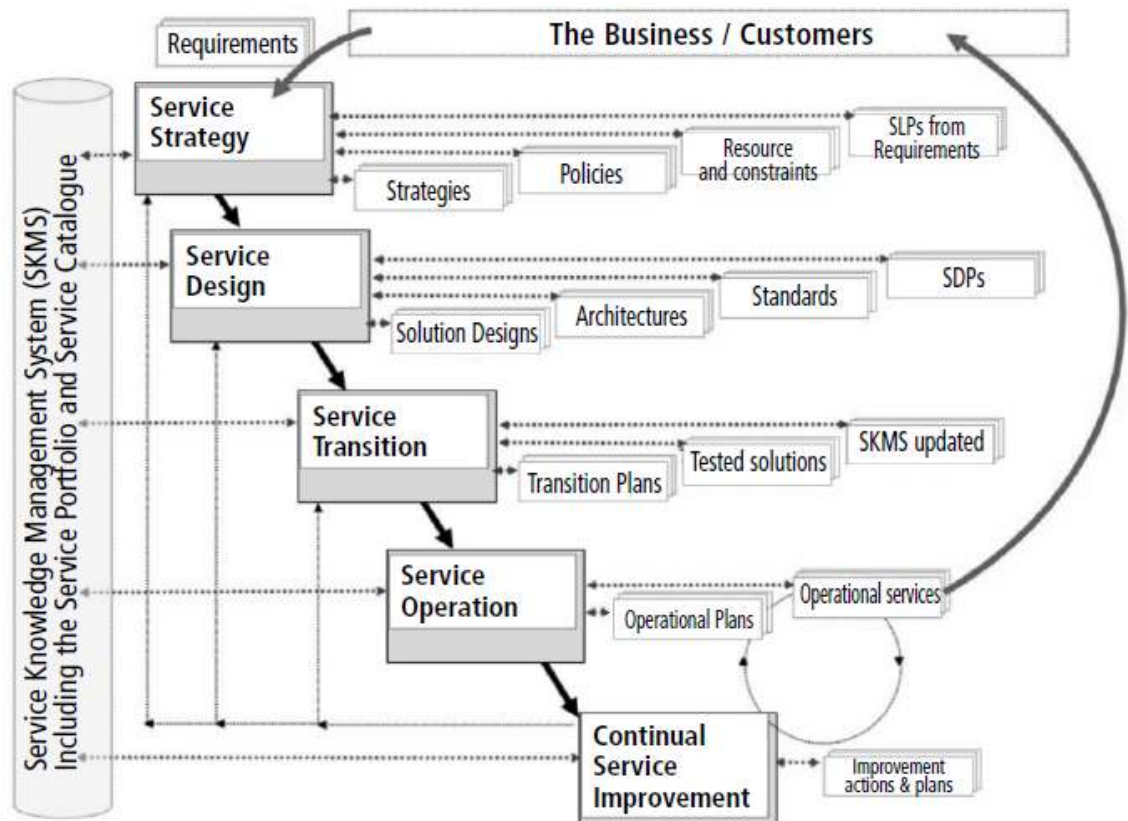 Requirements
The Business / Customers
Service Knowledge Management System (SKMS)
Including the Service Portfolio and Service Catalogue
Service
Strategy
SLPs from
Requirements
Resource
and constraints
Policies
Strategies
Service
Design
SDPs
Standards
Architectures
Solution Designs
Service
Transition
SKMS updated
Tested solutions
Transition Plans
Service
Operation
Operational services
Operational Plans
Continual
Service
Improvement
Improvement
actions & plans